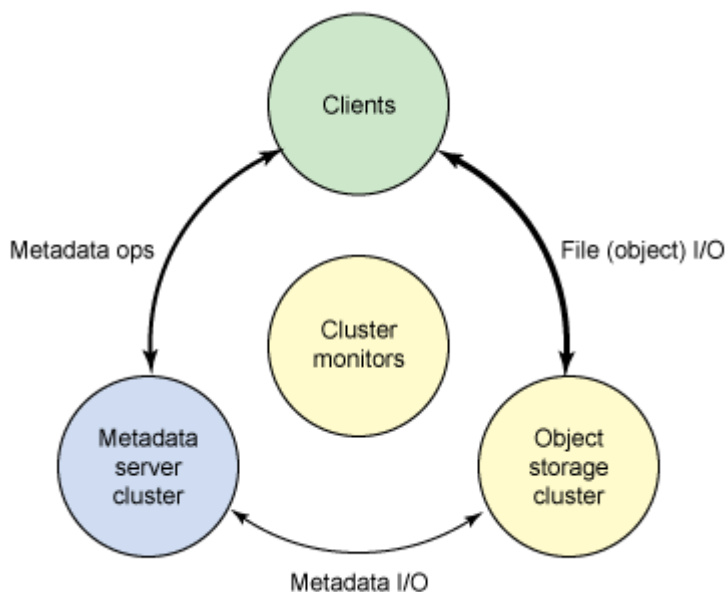 Clients
Metadata ops
File (object) I/O
Cluster
monitors
Metadata
server
cluster
Object
storage
cluster
Metadata I/O